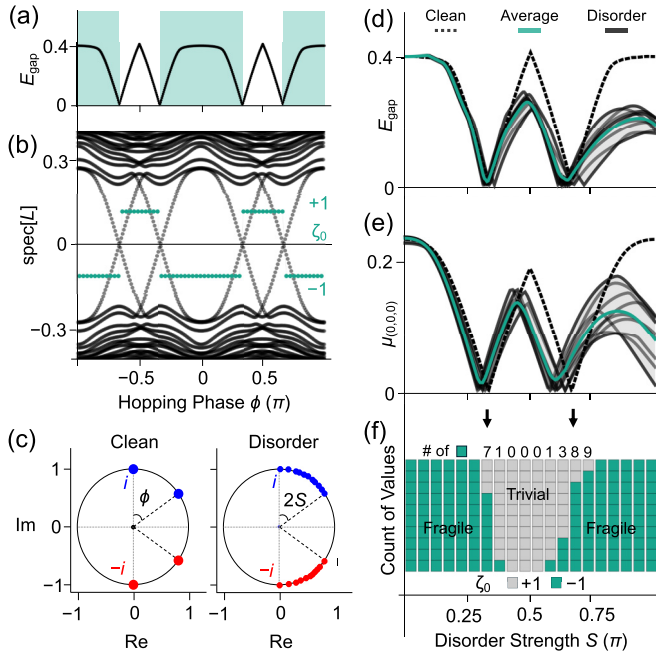 (a)
E_gap
0.4
0
(b)
spec[L]
0.3
0
−0.3
+1
ζ₀
−1
−0.5
0
0.5
Hopping Phase ϕ (π)
(c)
Clean
Disorder
Im
1
0
−1
i
ϕ
−i
i
2S
−i
−1
0
1
0
1
Re
Re
(d)
Clean
Average
Disorder
E_gap
0.4
0
(e)
μ(0,0,0)
0.2
0
(f)
# of
7 1 0 0 0 1 3 8 9
Count of Values
Fragile
Trivial
Fragile
ζ₀ +1 −1
0.25
0.5
0.75
Disorder Strength S (π)